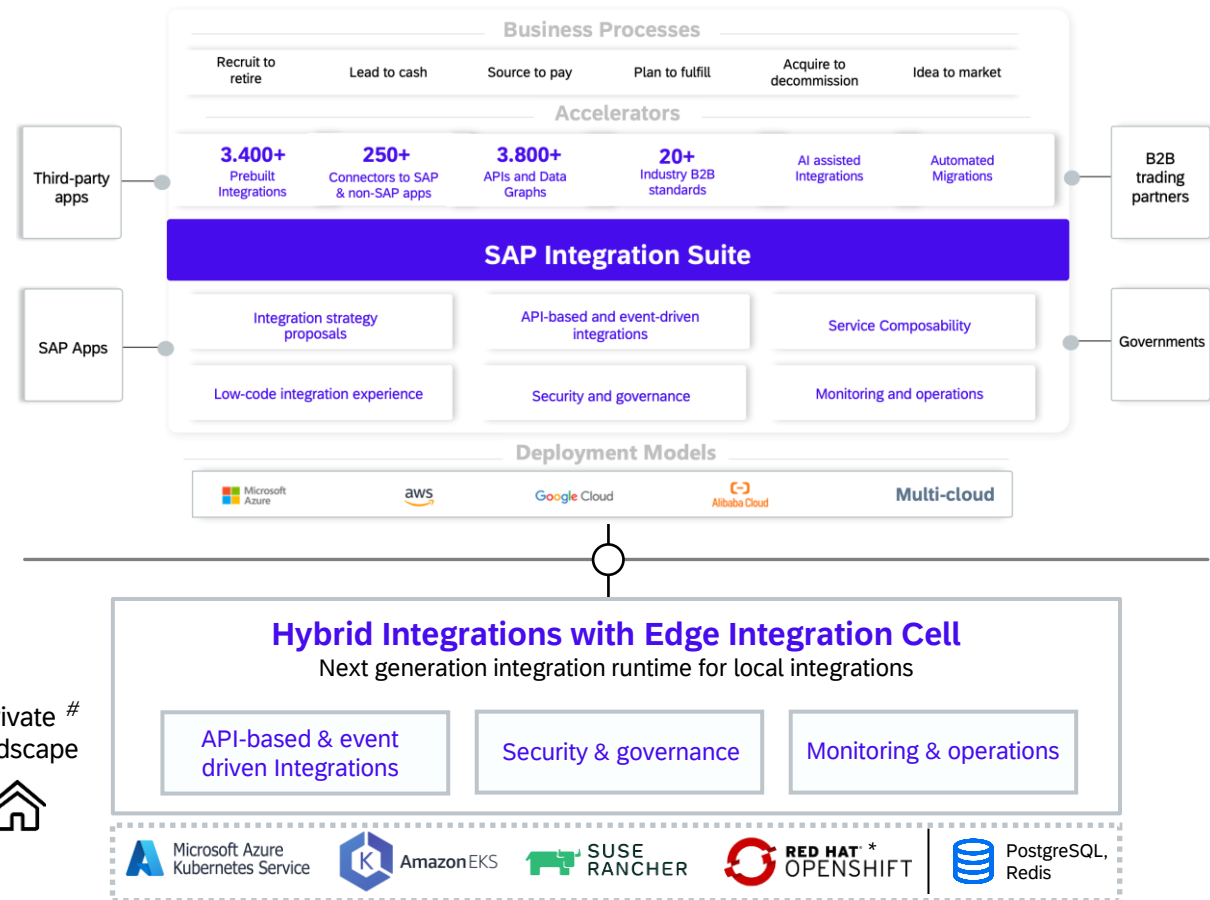 Business Processes
Recruit to
retire
Lead to cash
Source to pay
Plan to fulfill
Acquire to
decommission
Idea to market
Accelerators
Third-party
apps
3.400+
Prebuilt
Integrations
250+
Connectors to SAP
& non-SAP apps
3.800+
APIs and Data
Graphs
20+
Industry B2B
standards
AI assisted
Integrations
Automated
Migrations
B2B
trading
partners
SAP Integration Suite
SAP Apps
Integration strategy
proposals
API-based and event-driven
integrations
Service Composability
Governments
Low-code integration experience
Security and governance
Monitoring and operations
Deployment Models
Microsoft
Azure
aws
Google Cloud
Alibaba Cloud
Multi-cloud
Hybrid Integrations with Edge Integration Cell
Next generation integration runtime for local integrations
ivate #
dscape
API-based & event
driven Integrations
Security & governance
Monitoring & operations
Microsoft Azure
Kubernetes Service
K
Amazon EKS
SUSE
RANCHER
RED HAT *
OPENSHIFT
PostgreSQL,
Redis